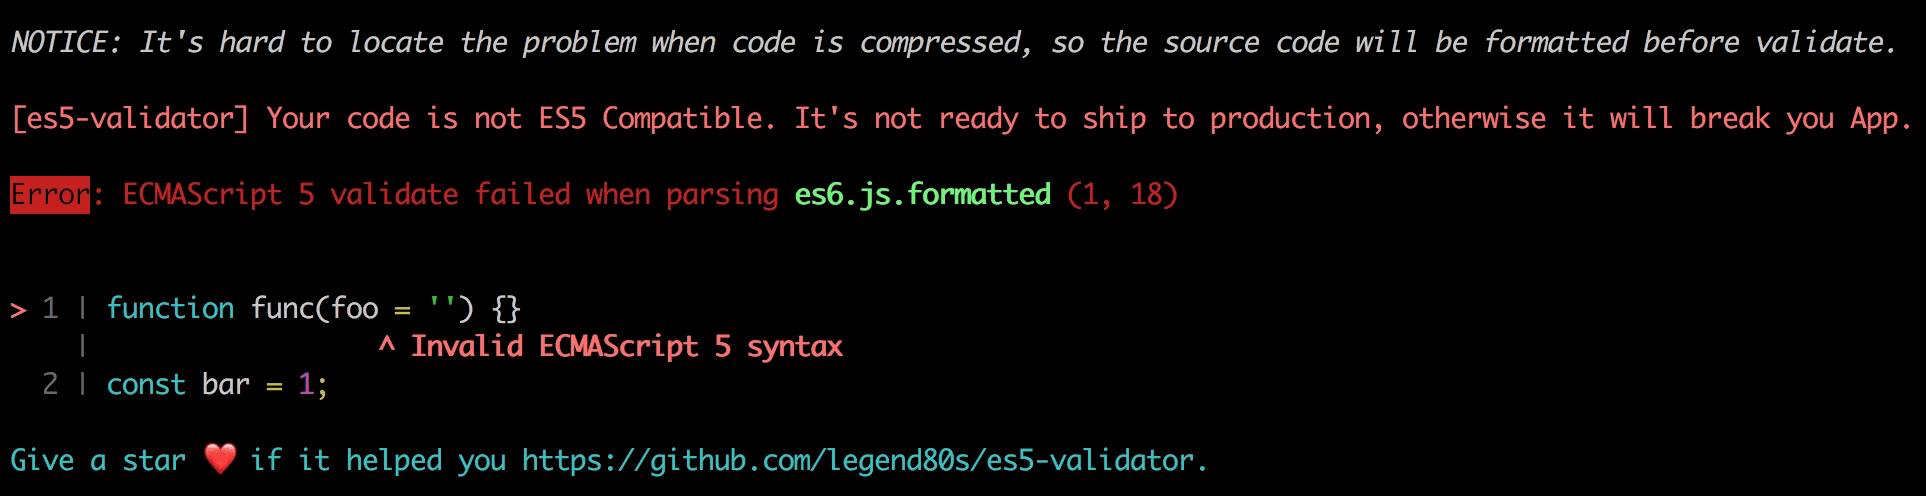 NOTICE: It's hard to locate the problem when code is compressed, so the source code will be formatted before validate.
[es5-validator] Your code is not ES5 Compatible. It's not ready to ship to production, otherwise it will break you App.
Error: ECMAScript 5 validate failed when parsing es6.js.formatted (1, 18)
> 1 | function func(foo = '') {}
    |                  ^ Invalid ECMAScript 5 syntax
  2 | const bar = 1;
Give a star ❤️ if it helped you https://github.com/legend80s/es5-validator.